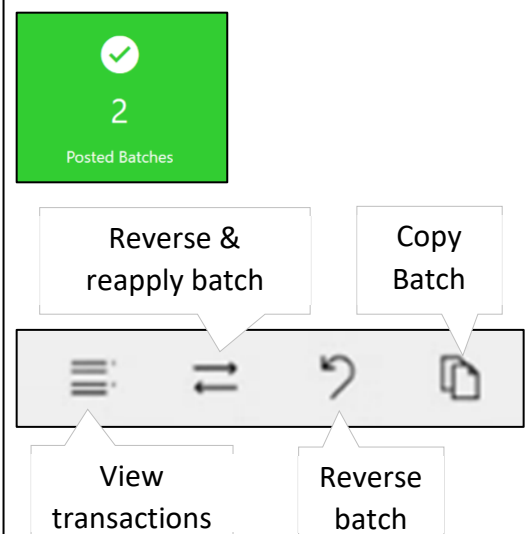 2
Posted Batches
Reverse &
reapply batch
Copy
Batch
View
transactions
Reverse
batch